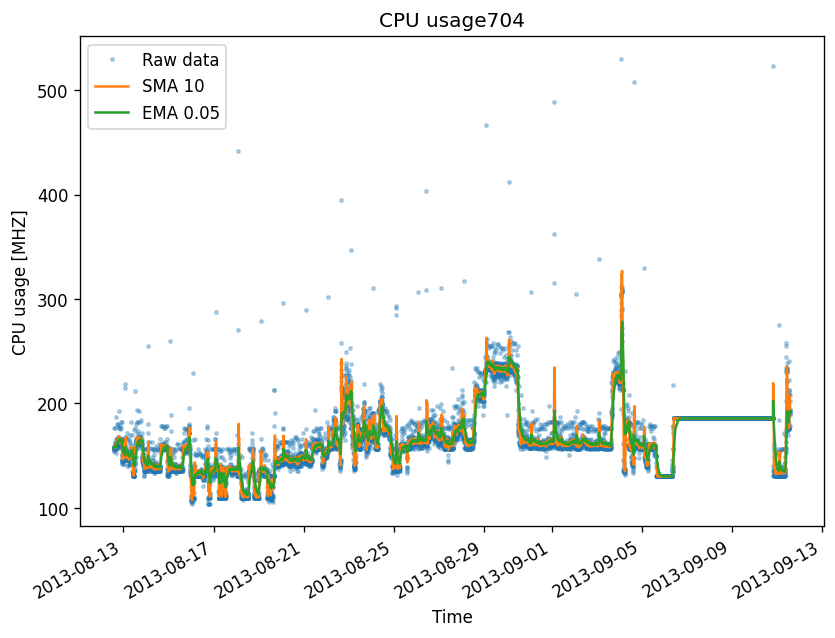 CPU usage704
Raw data
SMA 10
EMA 0.05
CPU usage [MHZ]
500
400
300
200
100
2013-08-13
2013-08-17
2013-08-21
2013-08-25
2013-08-29
2013-09-01
2013-09-05
2013-09-09
2013-09-13
Time